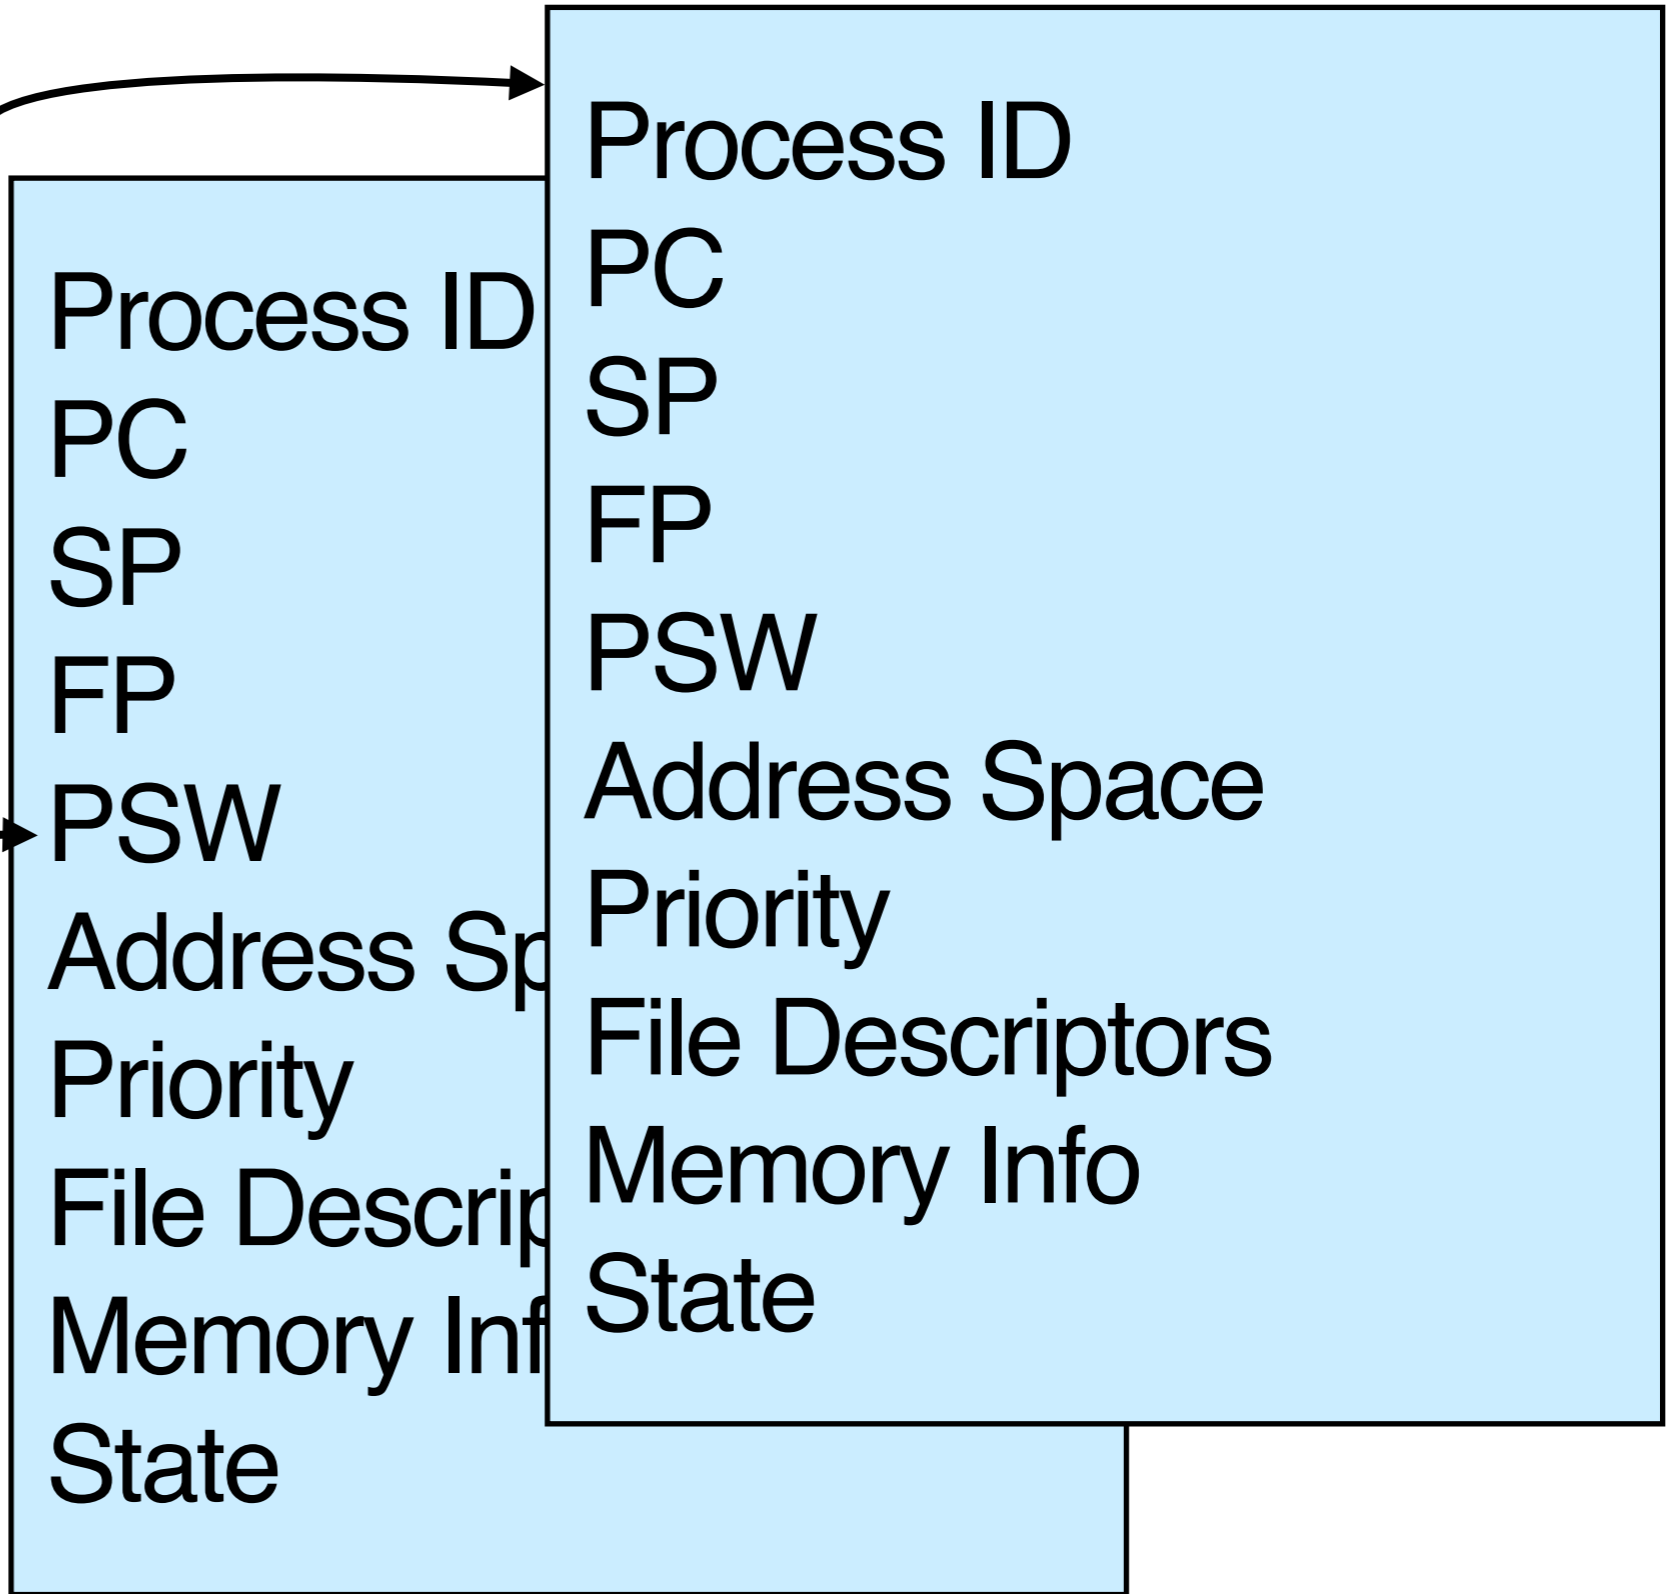 Process ID
PC
SP
FP
PSW
Address Sp
Priority
File Descrip
Memory Inf
State
Process ID
PC
SP
FP
PSW
Address Space
Priority
File Descriptors
Memory Info
State